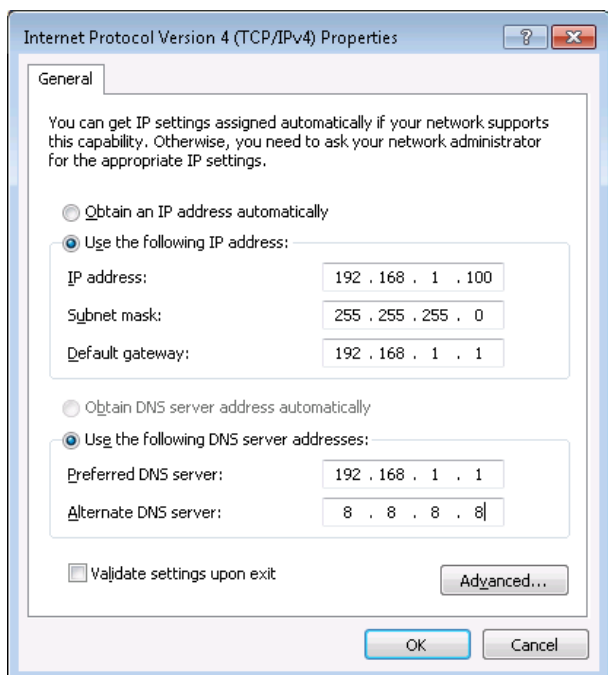 Internet Protocol Version 4 (TCP/IPv4) Properties
General
You can get IP settings assigned automatically if your network supports
this capability. Otherwise, you need to ask your network administrator
for the appropriate IP settings.
Obtain an IP address automatically
Use the following IP address:
IP address: 192 . 168 . 1 . 100
Subnet mask: 255 . 255 . 255 . 0
Default gateway: 192 . 168 . 1 . 1
Obtain DNS server address automatically
Use the following DNS server addresses:
Preferred DNS server: 192 . 168 . 1 . 1
Alternate DNS server: 8 . 8 . 8 . 8
Validate settings upon exit
Advanced...
OK Cancel